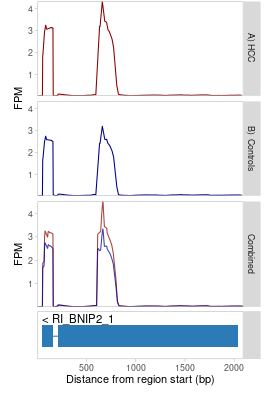 4
3
2
1
FPM
A) HCC
4
3
2
1
B) Controls
4
3
2
1
FPM
Combined
< RI_BNIP2_1
500 1000 1500 2000
Distance from region start (bp)